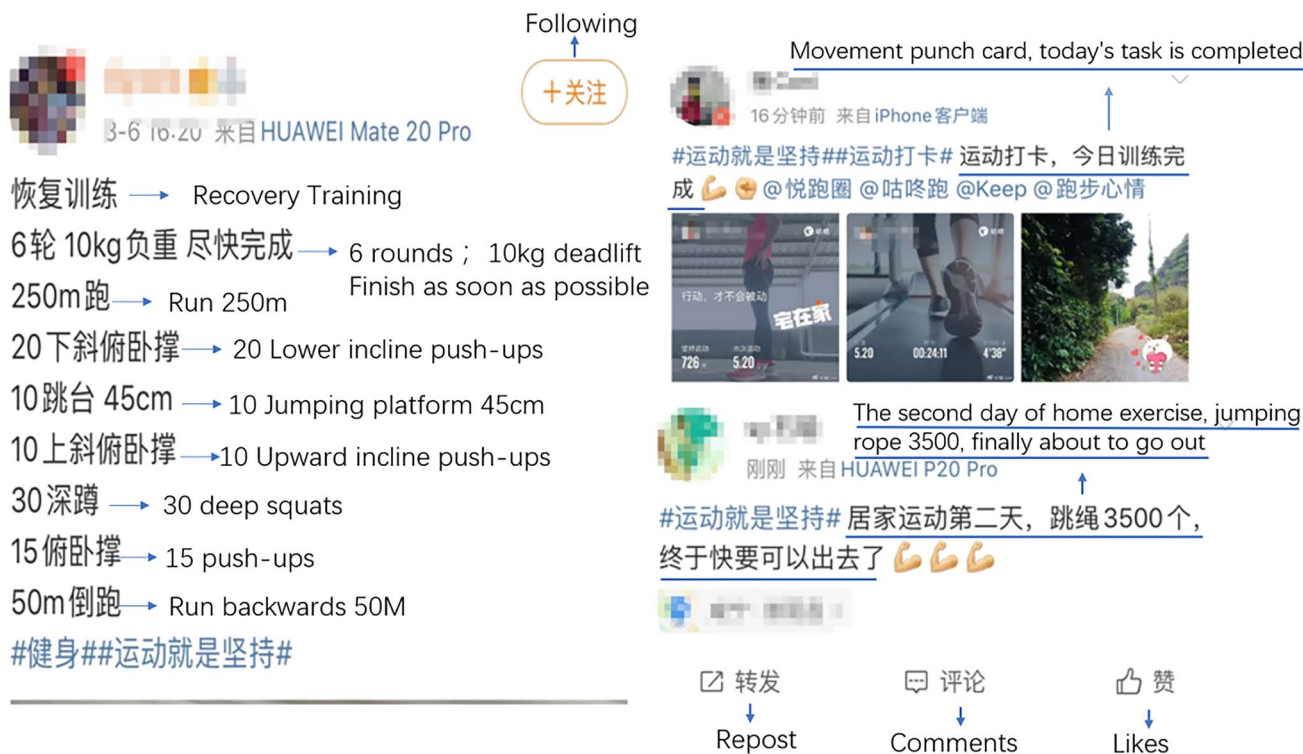 Following
+关注
3-6 16:20 来自HUAWEI Mate 20 Pro
恢复训练
Recovery Training
6轮 10kg负重 尽快完成
6 rounds ; 10kg deadlift
Finish as soon as possible
250m跑
Run 250m
20下斜俯卧撑
20 Lower incline push-ups
10跳台 45cm
10 Jumping platform 45cm
10上斜俯卧撑
10 Upward incline push-ups
30深蹲
30 deep squats
15俯卧撑
15 push-ups
50m倒跑
Run backwards 50M
#健身##运动就是坚持#
Movement punch card, today's task is completed
16分钟前 来自iPhone客户端
#运动就是坚持##运动打卡# 运动打卡，今日训练完
成 @悦跑圈 @咕咚跑 @Keep @跑步心情
行动，才不会被动
宅在家
726
5.20
5.20
00:24:11
4'38"
The second day of home exercise, jumping
rope 3500, finally about to go out
刚刚 来自HUAWEI P20 Pro
#运动就是坚持# 居家运动第二天，跳绳3500个，
终于快要可以出去了
转发
评论
赞
Repost
Comments
Likes